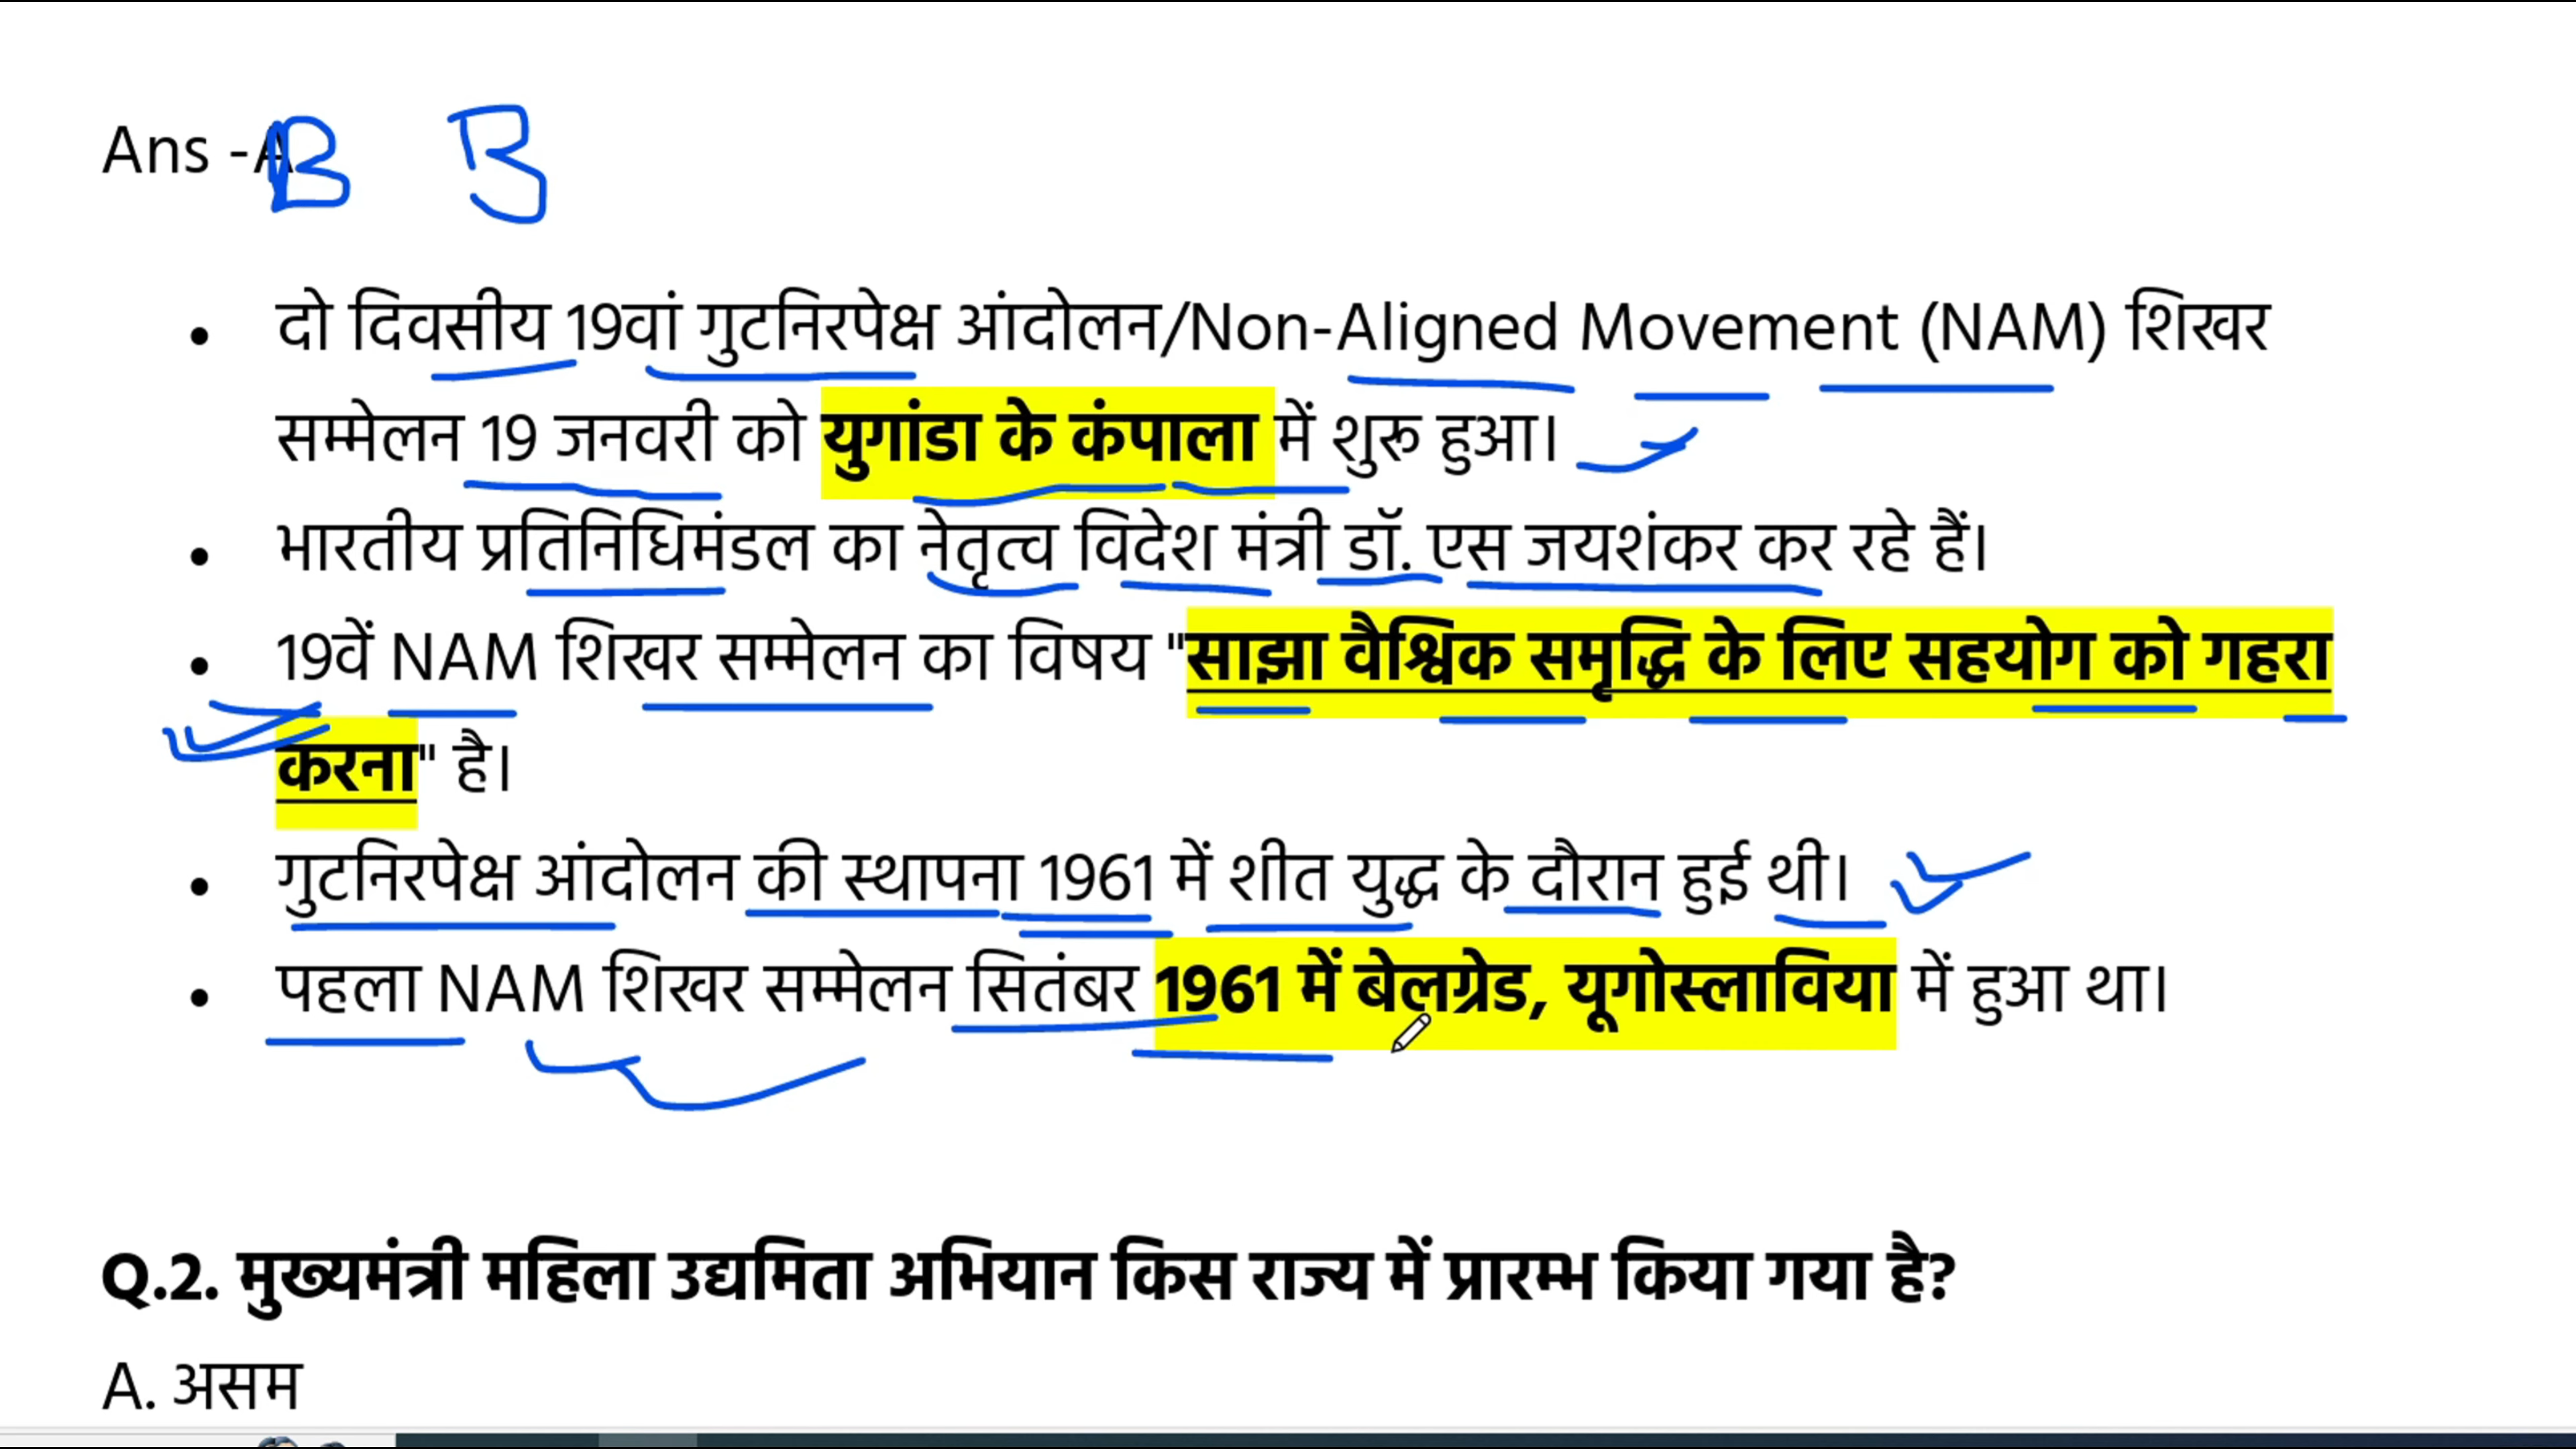 Ans -A B B
• दो दिवसीय 19वां गुटनिरपेक्ष आंदोलन/Non-Aligned Movement (NAM) शिखर
सम्मेलन 19 जनवरी को युगांडा के कंपाला में शुरू हुआ।
• भारतीय प्रतिनिधिमंडल का नेतृत्व विदेश मंत्री डॉ. एस जयशंकर कर रहे हैं।
• 19वें NAM शिखर सम्मेलन का विषय "साझा वैश्विक समृद्धि के लिए सहयोग को गहरा
करना" है।
• गुटनिरपेक्ष आंदोलन की स्थापना 1961 में शीत युद्ध के दौरान हुई थी।
• पहला NAM शिखर सम्मेलन सितंबर 1961 में बेलग्रेड, यूगोस्लाविया में हुआ था।
Q.2. मुख्यमंत्री महिला उद्यमिता अभियान किस राज्य में प्रारम्भ किया गया है?
A. असम